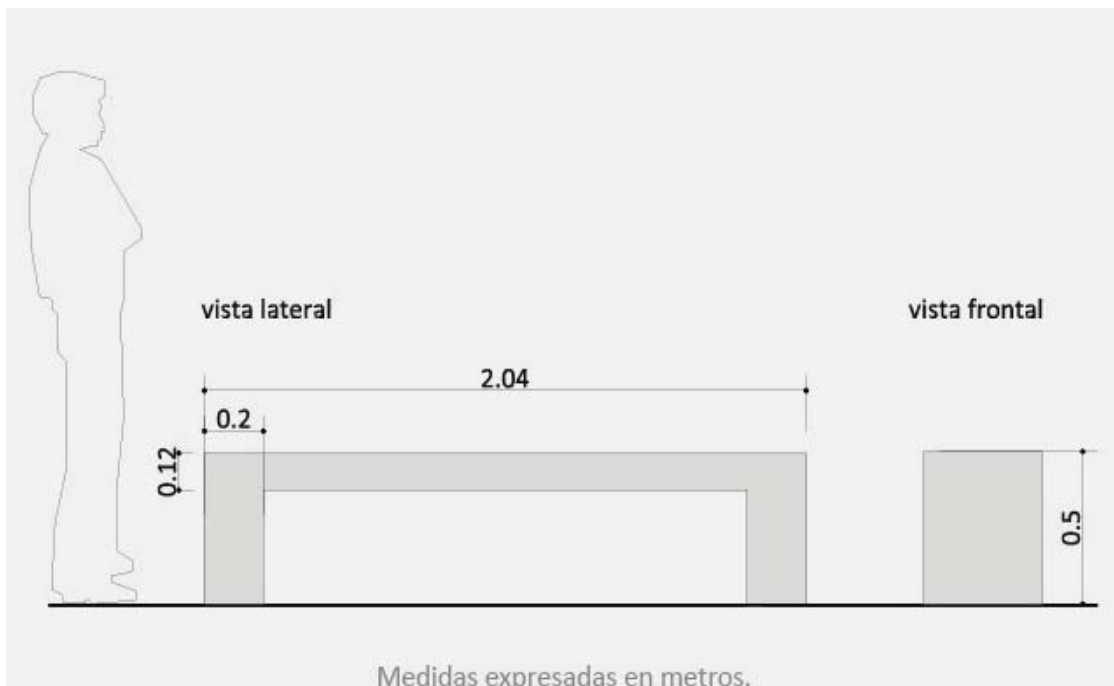 vista lateral
vista frontal
2.04
0.2
0.12
0.5
Medidas expresadas en metros.